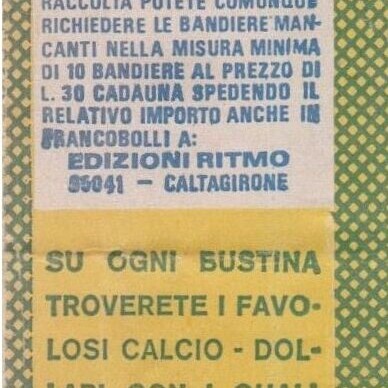 RACCOLTA POTETE COMUNQUE
RICHIEDERE LE BANDIERE MAN-
CANTI NELLA MISURA MINIMA
DI 10 BANDIERE AL PREZZO DI
L. 30 CADAUNA SPEDENDO IL
RELATIVO IMPORTO ANCHE IN
FRANCOBOLLI A:
EDIZIONI RITMO
95041 - CALTAGIRONE
SU OGNI BUSTINA
TROVERETE I FAVO-
LOSI CALCIO - DOL-
LARI CON I